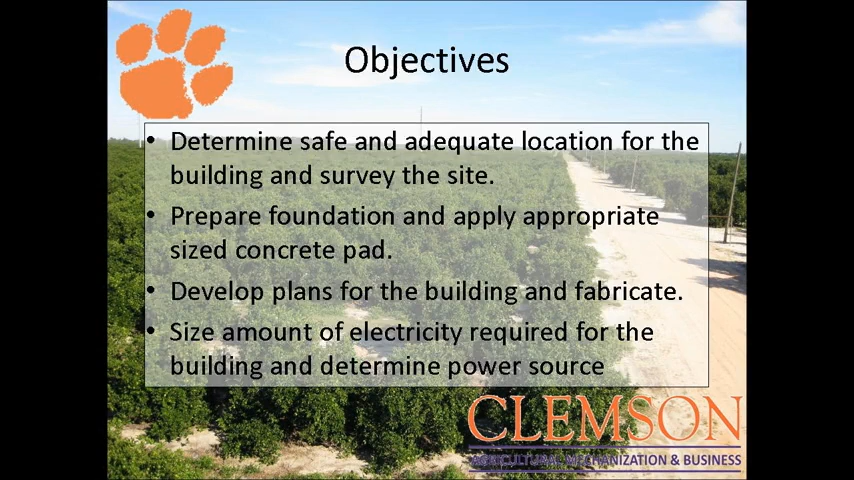 Objectives
• Determine safe and adequate location for the
building and survey the site.
• Prepare foundation and apply appropriate
sized concrete pad.
• Develop plans for the building and fabricate.
• Size amount of electricity required for the
building and determine power source
CLEMSON
AGRICULTURAL MECHANIZATION & BUSINESS